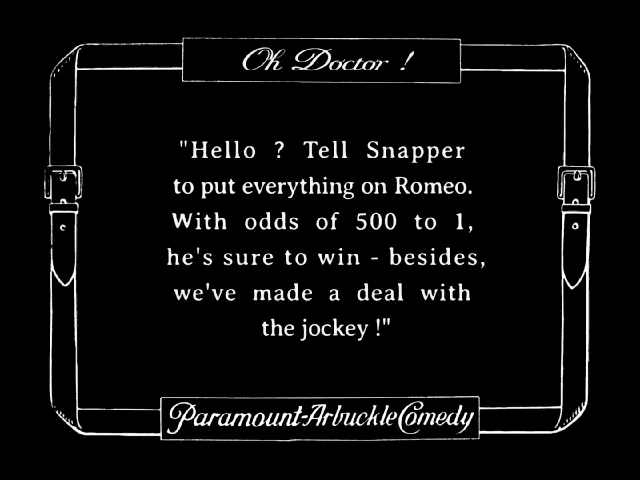 Oh Doctor !
"Hello ? Tell Snapper
to put everything on Romeo.
With odds of 500 to 1,
he's sure to win - besides,
we've made a deal with
the jockey !"
Paramount-Arbuckle Comedy